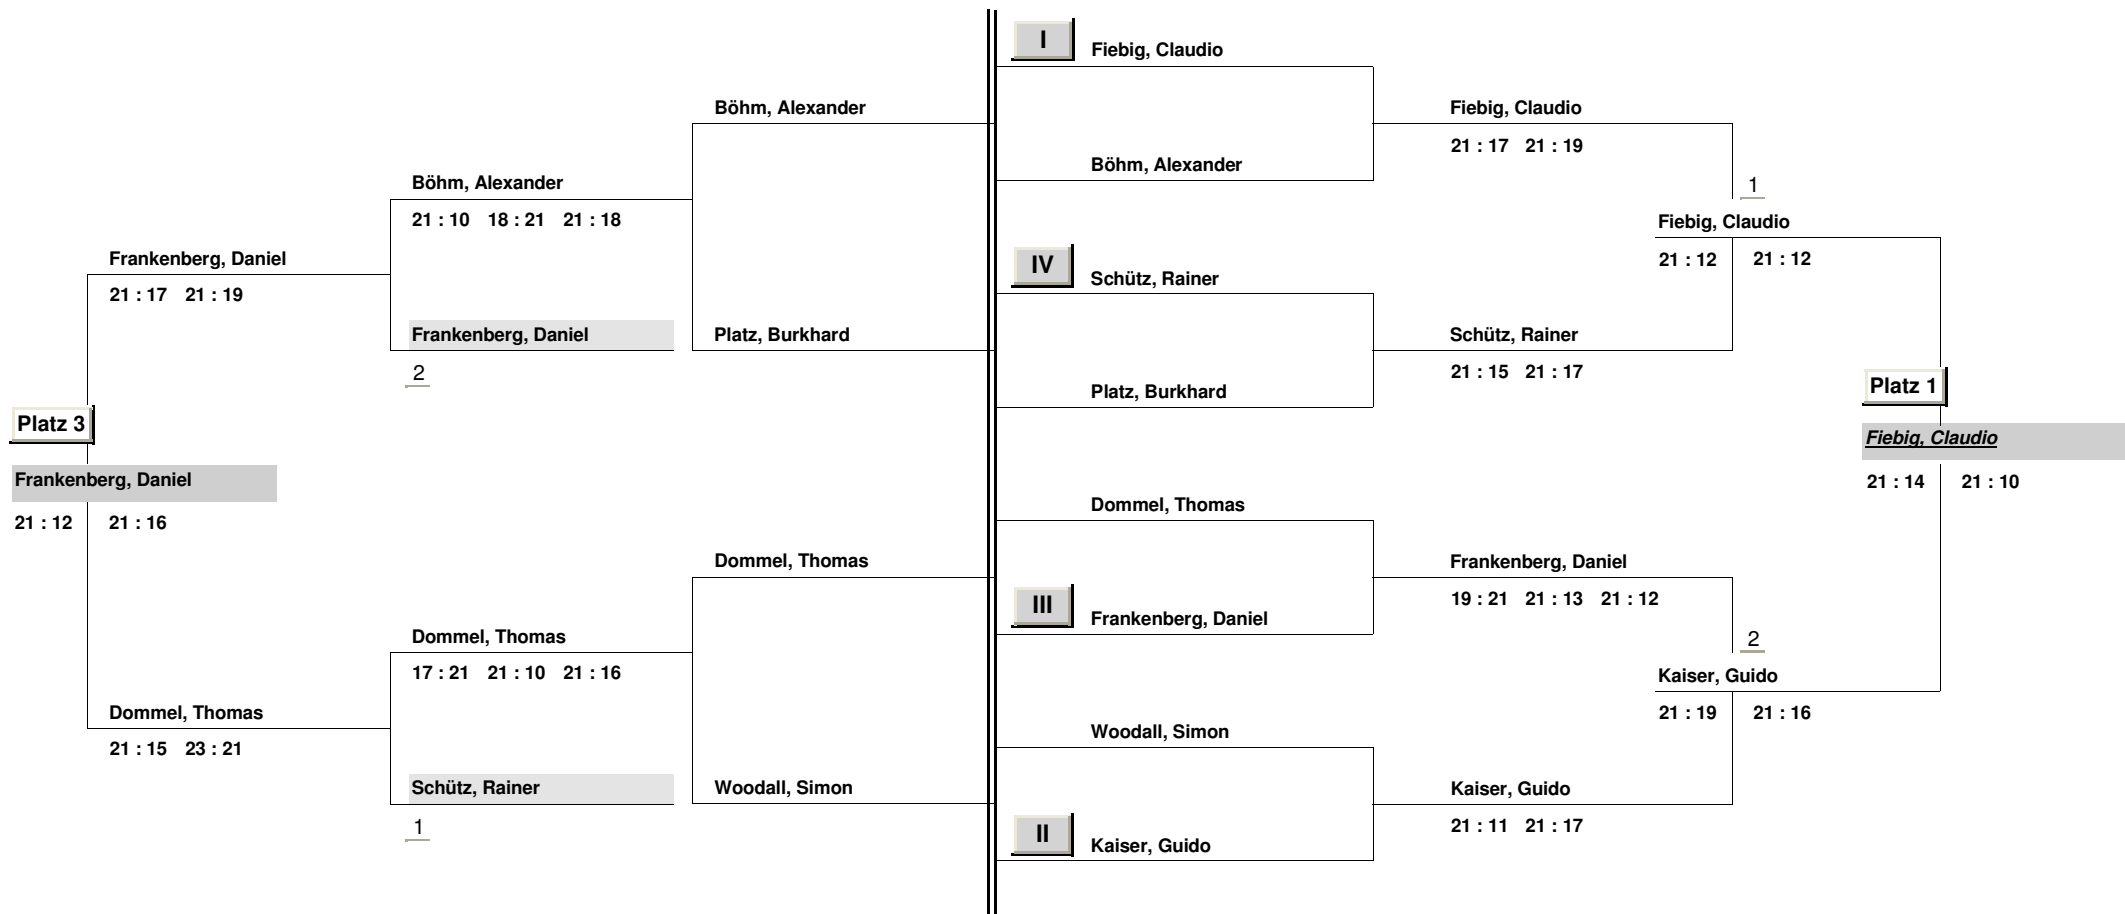 I
Fiebig, Claudio
Böhm, Alexander
Fiebig, Claudio
21 : 17 21 : 19
Böhm, Alexander
Böhm, Alexander
1
21 : 10 18 : 21 21 : 18
Fiebig, Claudio
Frankenberg, Daniel
IV
21 : 12 21 : 12
Schütz, Rainer
21 : 17 21 : 19
Frankenberg, Daniel
Platz, Burkhard
Schütz, Rainer
2
21 : 15 21 : 17
Platz 1
Platz, Burkhard
Platz 3
Fiebig, Claudio
Frankenberg, Daniel
21 : 14 21 : 10
Dommel, Thomas
21 : 12 21 : 16
Dommel, Thomas
Frankenberg, Daniel
III
19 : 21 21 : 13 21 : 12
Frankenberg, Daniel
Dommel, Thomas
2
17 : 21 21 : 10 21 : 16
Kaiser, Guido
Dommel, Thomas
21 : 19 21 : 16
Woodall, Simon
21 : 15 23 : 21
Schütz, Rainer
Woodall, Simon
Kaiser, Guido
1
II
21 : 11 21 : 17
Kaiser, Guido